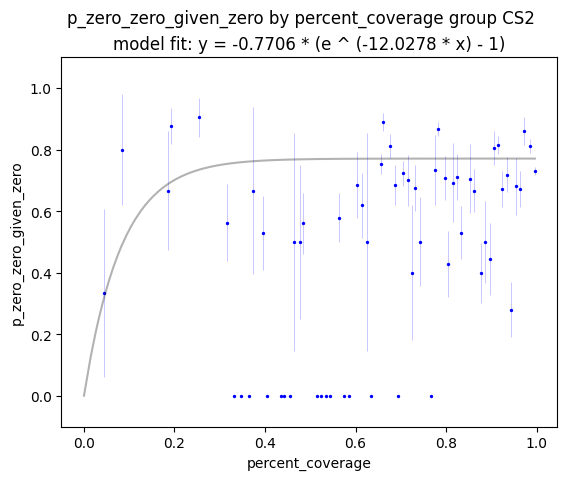 p_zero_zero_given_zero by percent_coverage group CS2
model fit: y = -0.7706 * (e ^ (-12.0278 * x) - 1)
1.0
0.8
0.6
0.4
0.2
0.0
p_zero_zero_given_zero
0.0 0.2 0.4 0.6 0.8 1.0
percent_coverage